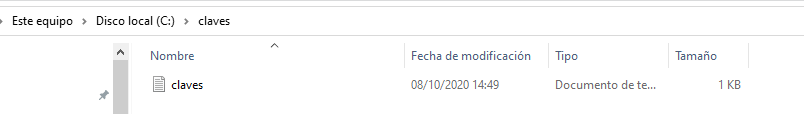 Este equipo > Disco local (C:) > claves
Nombre Fecha de modificación Tipo Tamaño
claves 08/10/2020 14:49 Documento de te... 1 KB